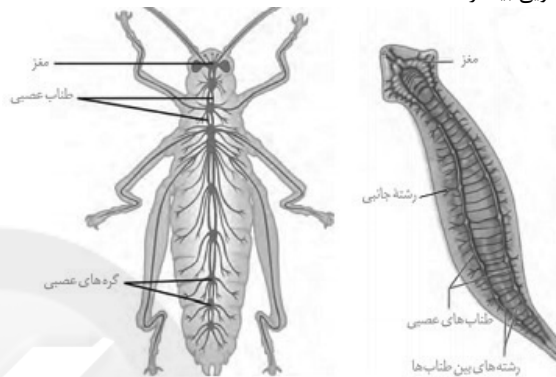 مغز
طناب عصبی
گره‌های عصبی
مغز
رشتهٔ جانبی
طناب‌های عصبی
رشته‌های بین طناب‌ها